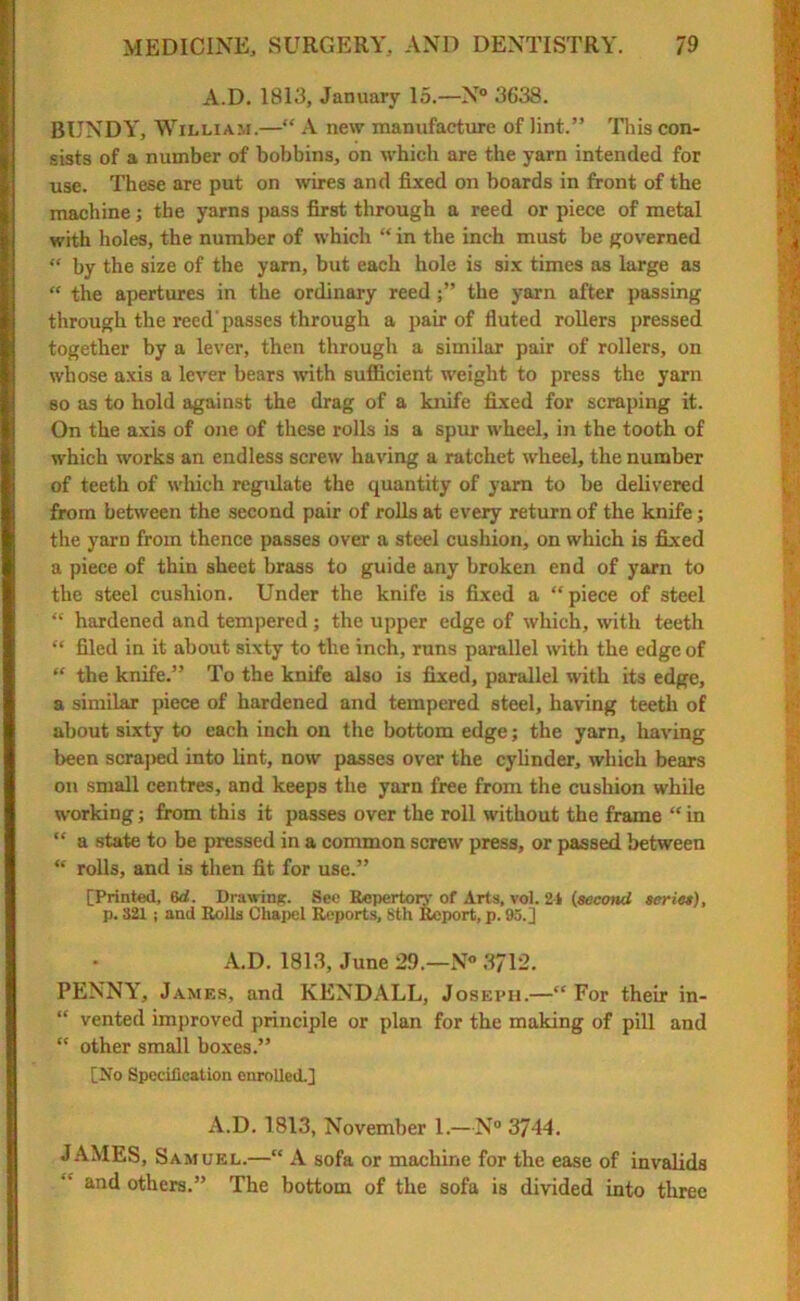 MEDICINE, SURGERY, AND DENTISTRY. 79
A.D. 1813, January 15.—N° 3638.
BUNDY, William.—“ A new manufacture of lint.” This con-
sists of a number of bobbins, on which are the yarn intended for
use. These are put on wires and fixed on boards in front of the
machine; the yarns pass first through a reed or piece of metal
with holes, the number of which “ in the inch must be governed
“ by the size of the yarn, but each hole is six times as large as
“ the apertures in the ordinary reed ;” the yarn after passing
through the reed passes through a pair of fluted rollers pressed
together by a lever, then through a similar pair of rollers, on
whose axis a lever bears with sufficient weight to press the yarn
so as to hold against the drag of a knife fixed for scraping it.
On the axis of one of these rolls is a spur wheel, in the tooth of
which works an endless screw having a ratchet wheel, the number
of teeth of which regulate the quantity of yarn to be delivered
from between the second pair of rolls at every return of the knife;
the yarn from thence passes over a steel cushion, on which is fixed
a piece of thin sheet brass to guide any broken end of yarn to
the steel cushion. Under the knife is fixed a “ piece of steel
“ hardened and tempered ; the upper edge of which, with teeth
“ filed in it about sixty to the inch, runs parallel with the edge of
“ the knife.” To the knife also is fixed, parallel with its edge,
a similar piece of hardened and tempered steel, having teeth of
about sixty to each inch on the bottom edge; the yarn, having
been scraped into lint, now passes over the cylinder, which bears
on small centres, and keeps the yarn free from the cushion while
working; from this it passes over the roll without the frame “ in
“ a state to be pressed in a common screw press, or passed between
“ rolls, and is then fit for use.”
[Printed, 6d. Drawing. See Repertory of Arts, vol. 24 (second series),
p. 321 ; and Rolls Chapel Reports, 8th Report, p. 95.]
A.D. 1813, June 29.—N° 3712.
PENNY, James, and KENDALL, Joseph.—“ For their in-
“ vented improved principle or plan for the making of pill and
“ other small boxes.”
[No Specification enrolled.]
A.D. 1813, November 1.—N° 3744.
JAMES, Samuel.—“ A sofa or machine for the ease of invalids
“ and others.” The bottom of the sofa is divided into three